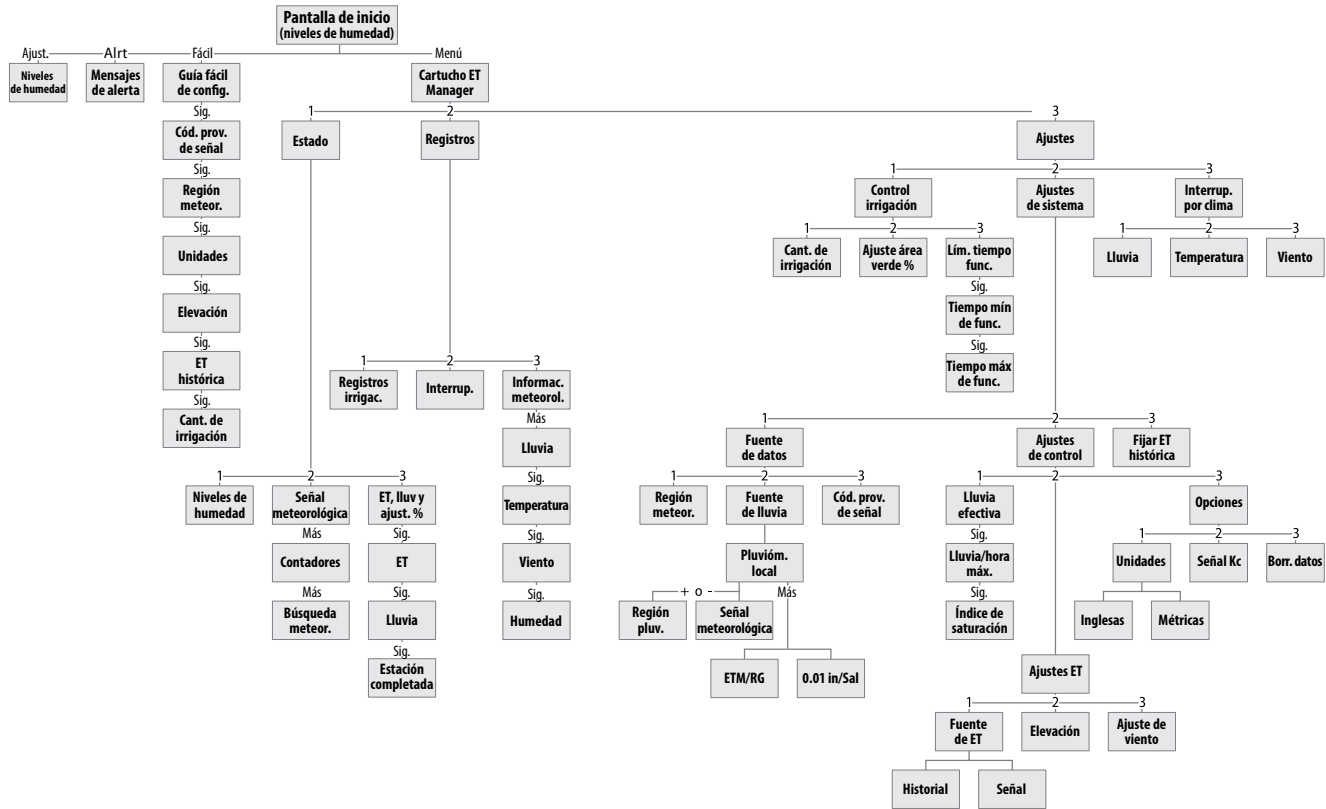 Pantalla de inicio
(niveles de humedad)
Ajust.
Alrt
Fácil
Menú
Niveles
de humedad
Mensajes
de alerta
Guía fácil
de config.
Cartucho ET
Manager
Sig.
1
2
3
Cód. prov.
de señal
Estado
Registros
Ajustes
Sig.
Región
meteor.
1
2
3
Control
irrigación
Ajustes
de sistema
Interrup.
por clima
Sig.
Unidades
1
2
3
1
2
3
Cant. de
irrigación
Ajuste área
verde %
Lím. tiempo
func.
Lluvia
Temperatura
Viento
Sig.
Elevación
Sig.
Tiempo mín
de func.
Sig.
ET
histórica
Sig.
Tiempo máx
de func.
1
2
3
Registros
irrigac.
Interrup.
Informac.
meteorol.
Sig.
Cant. de
irrigación
Más
Lluvia
1
2
3
Fuente
de datos
Ajustes
de control
Fijar ET
histórica
1
2
3
Niveles de
humedad
Señal
meteorológica
ET, lluv y
ajust. %
Sig.
Temperatura
1
2
3
Región
meteor.
Fuente
de lluvia
Cód. prov.
de señal
1
2
3
Lluvia
efectiva
Opciones
Más
Contadores
Sig.
ET
Sig.
Viento
Pluvióm.
local
Sig.
Lluvia/hora
máx.
1
2
3
Unidades
Señal Kc
Borr. datos
Más
Búsqueda
meteor.
Sig.
Lluvia
Sig.
Humedad
+ o -
Más
Región
pluv.
Señal
meteorológica
Sig.
Índice de
saturación
Inglesas
Métricas
Sig.
Estación
completada
ETM/RG
0.01 in/Sal
Ajustes ET
1
2
3
Fuente
de ET
Elevación
Ajuste de
viento
Historial
Señal